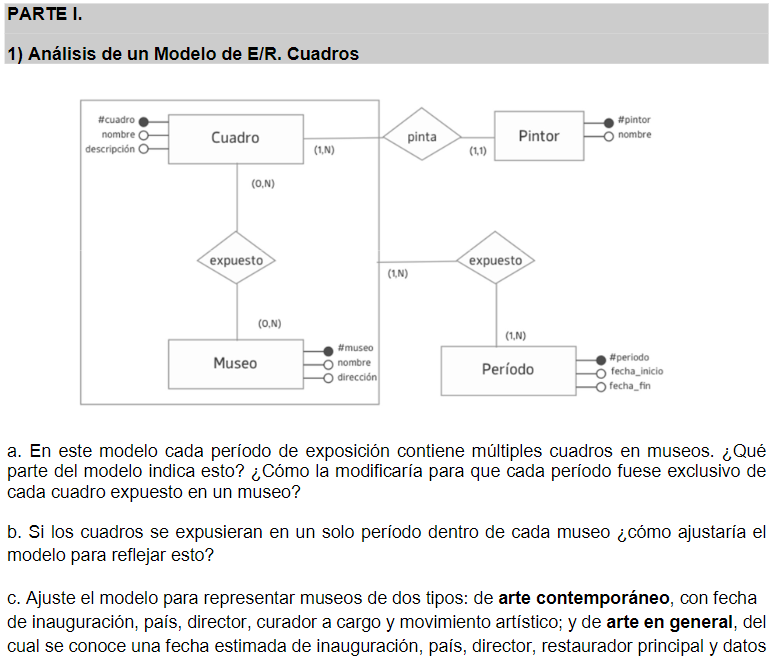 PARTE I.
1) Análisis de un Modelo de E/R. Cuadros
#cuadro
nombre
descripción
Cuadro
(1,N)
pinta
(1,1)
Pintor
#pintor
nombre
(0,N)
expuesto
(1,N)
expuesto
(0,N)
(1,N)
Museo
#museo
nombre
dirección
Período
#periodo
fecha_inicio
fecha_fin
a. En este modelo cada período de exposición contiene múltiples cuadros en museos. ¿Qué
parte del modelo indica esto? ¿Cómo la modificaría para que cada período fuese exclusivo de
cada cuadro expuesto en un museo?
b. Si los cuadros se expusieran en un solo período dentro de cada museo ¿cómo ajustaría el
modelo para reflejar esto?
c. Ajuste el modelo para representar museos de dos tipos: de arte contemporáneo, con fecha
de inauguración, país, director, curador a cargo y movimiento artístico; y de arte en general, del
cual se conoce una fecha estimada de inauguración, país, director, restaurador principal y datos